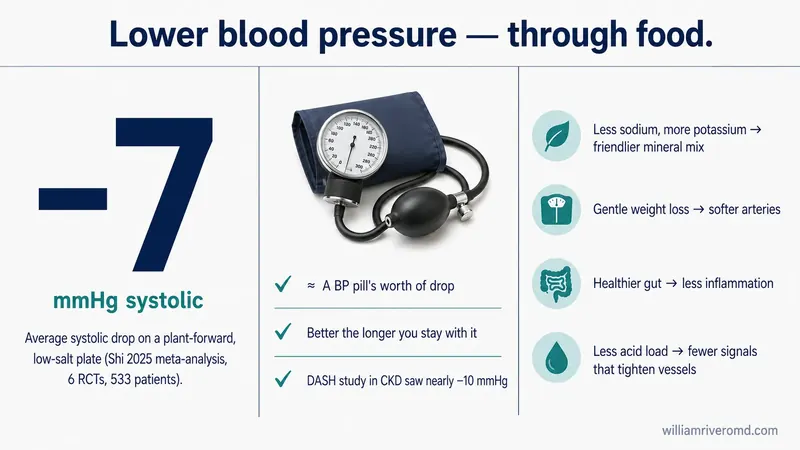 Lower blood pressure — through food.
−7
mmHg systolic
Average systolic drop on a plant-forward,
low-salt plate (Shi 2025 meta-analysis,
6 RCTs, 533 patients).
≈ A BP pill's worth of drop
Better the longer you stay with it
DASH study in CKD saw nearly −10 mmHg
Less sodium, more potassium →
friendlier mineral mix
Gentle weight loss → softer arteries
Healthier gut → less inflammation
Less acid load → fewer signals
that tighten vessels
williamriveromd.com